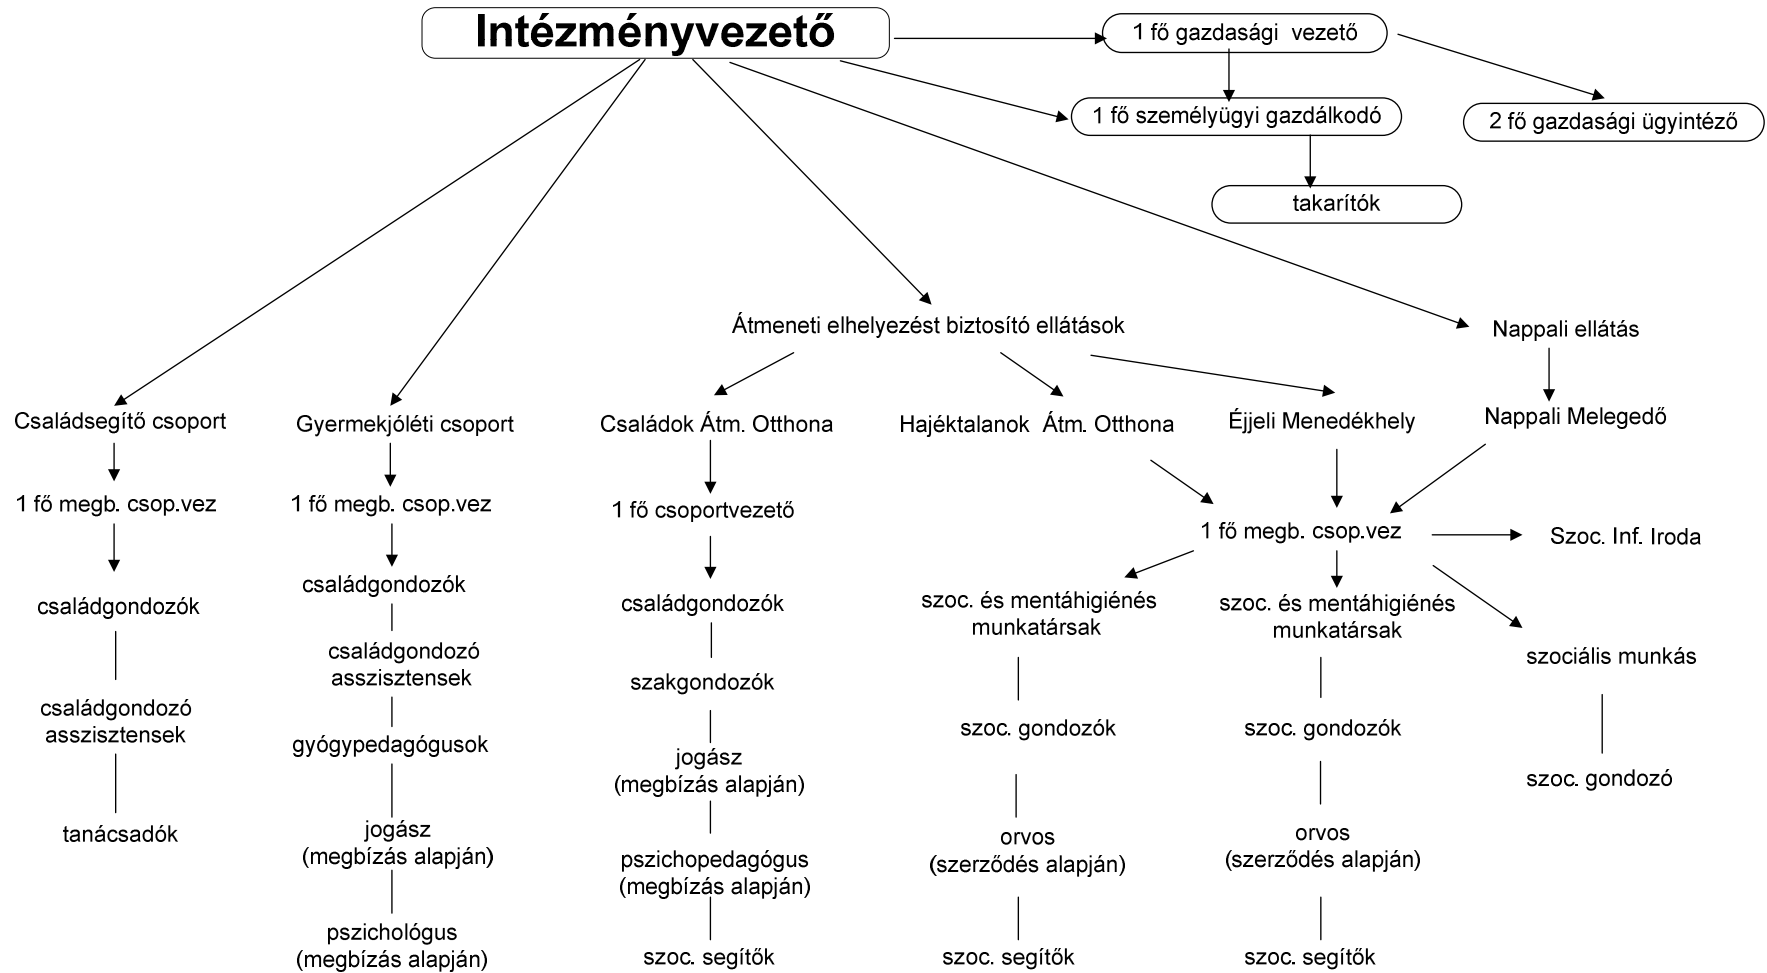 Intézményvezető
1 fő gazdasági vezető
1 fő személyügyi gazdálkodó
2 fő gazdasági ügyintéző
takarítók
Átmeneti elhelyezést biztosító ellátások
Nappali ellátás
Családsegítő csoport
Gyermekjóléti csoport
Családok Átm. Otthona
Hajéktalanok Átm. Otthona
Éjjeli Menedékhely
Nappali Melegedő
1 fő megb. csop.vez
1 fő megb. csop.vez
1 fő csoportvezető
1 fő megb. csop.vez
Szoc. Inf. Iroda
családgondozók
családgondozó
asszisztensek
tanácsadók
családgondozók
családgondozó
asszisztensek
gyógypedagógusok
jogász
(megbízás alapján)
pszichológus
(megbízás alapján)
családgondozók
szakgondozók
jogász
(megbízás alapján)
pszichopedagógus
(megbízás alapján)
szoc. segítők
szoc. és mentáhigiénés
munkatársak
szoc. gondozók
orvos
(szerződés alapján)
szoc. segítők
szoc. és mentáhigiénés
munkatársak
szoc. gondozók
orvos
(szerződés alapján)
szoc. segítők
szociális munkás
szoc. gondozó